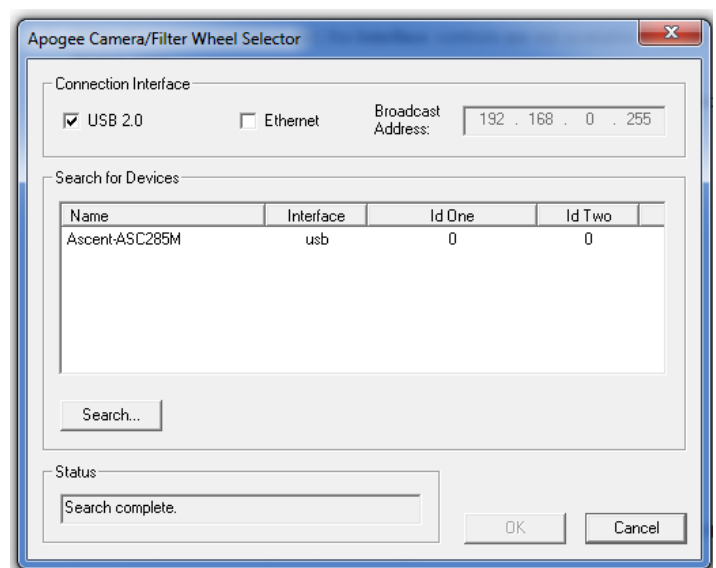 Apogee Camera/Filter Wheel Selector
Connection Interface
USB 2.0
Ethernet
Broadcast
Address:
192 . 168 . 0 . 255
Search for Devices
Name Interface Id One Id Two
Ascent-ASC285M usb 0 0
Search...
Status
Search complete.
OK
Cancel